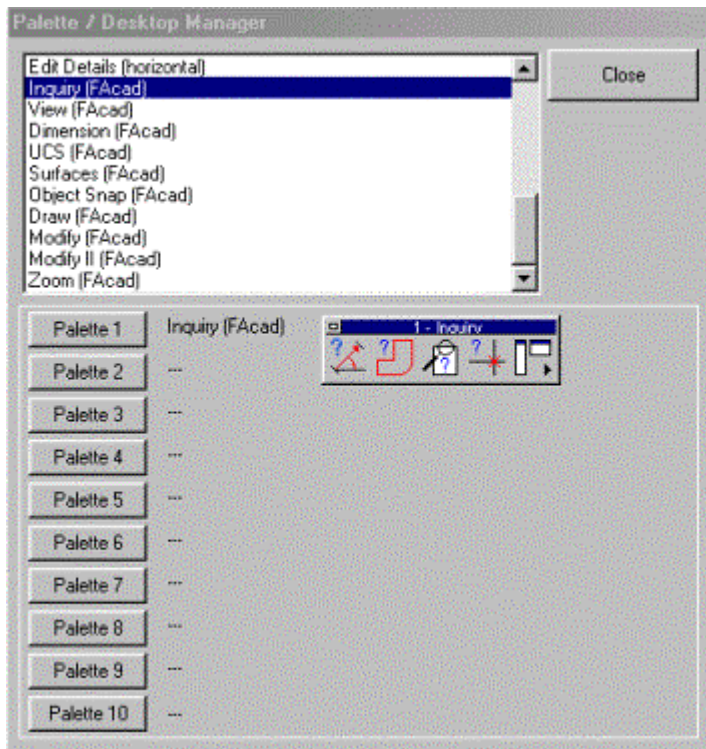 Palette / Desktop Manager
Edit Details (horizontal)
Inquiry (FAcad)
View (FAcad)
Dimension (FAcad)
UCS (FAcad)
Surfaces (FAcad)
Object Snap (FAcad)
Draw (FAcad)
Modify (FAcad)
Modify II (FAcad)
Zoom (FAcad)
Close
Palette 1 Inquiry (FAcad) 1 - Inquiry
? ? ? ?
Palette 2 ---
Palette 3 ---
Palette 4 ---
Palette 5 ---
Palette 6 ---
Palette 7 ---
Palette 8 ---
Palette 9 ---
Palette 10 ---